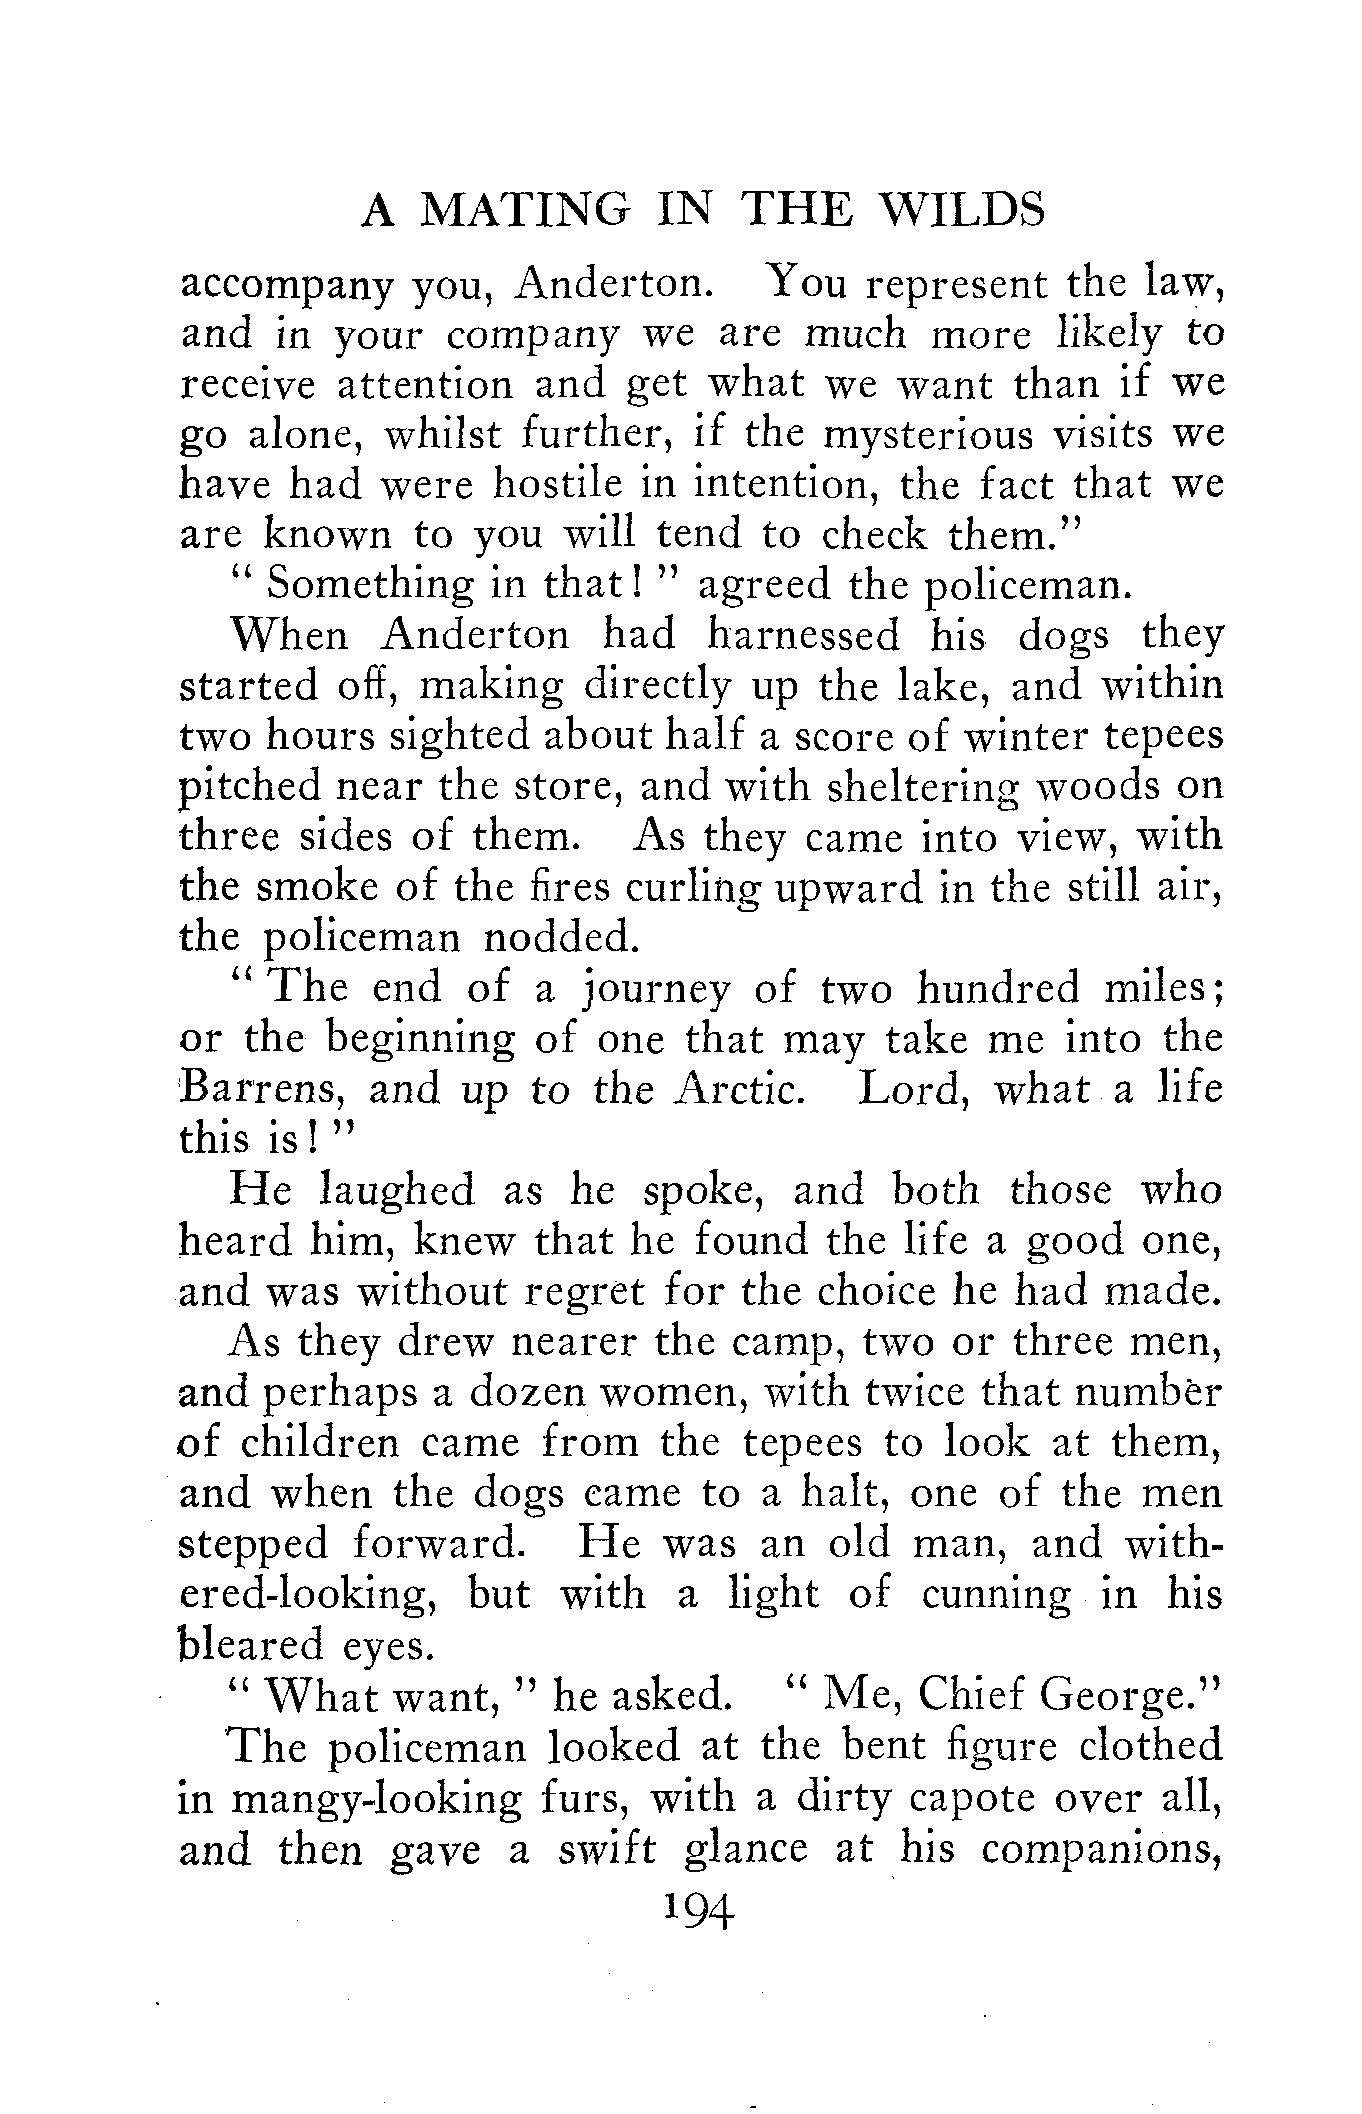 A MATING IN THE WILDS
accompany you, Anderton. You represent the law,
and in your company we are much more likely to
receive attention and get what we want than if we
go alone, whilst further, if the mysterious visits we
have had were hostile in intention, the fact that we
are known to you will tend to check them."
" Something in that! " agreed the policeman.
When Anderton had harnessed his dogs they
started off, making directly up the lake, and within
two hours sighted about half a score of winter tepees
pitched near the store, and with sheltering woods on
three sides of them. As they came into view, with
the smoke of the fires curling upward in the still air,
the policeman nodded.
" The end of a journey of two hundred miles;
or the beginning of one that may take me into the
Barrens, and up to the Arctic. Lord, what a life
this is! "
He laughed as he spoke, and both those who
heard him, knew that he found the life a good one,
and was without regret for the choice he had made.
As they drew nearer the camp, two or three men,
and perhaps a dozen women, with twice that number
of children came from the tepees to look at them,
and when the dogs came to a halt, one of the men
stepped forward. He was an old man, and with-
ered-looking, but with a light of cunning in his
bleared eyes.
" What want, " he asked. " Me, Chief George."
The policeman looked at the bent figure clothed
in mangy-looking furs, with a dirty capote over all,
and then gave a swift glance at his companions,
194